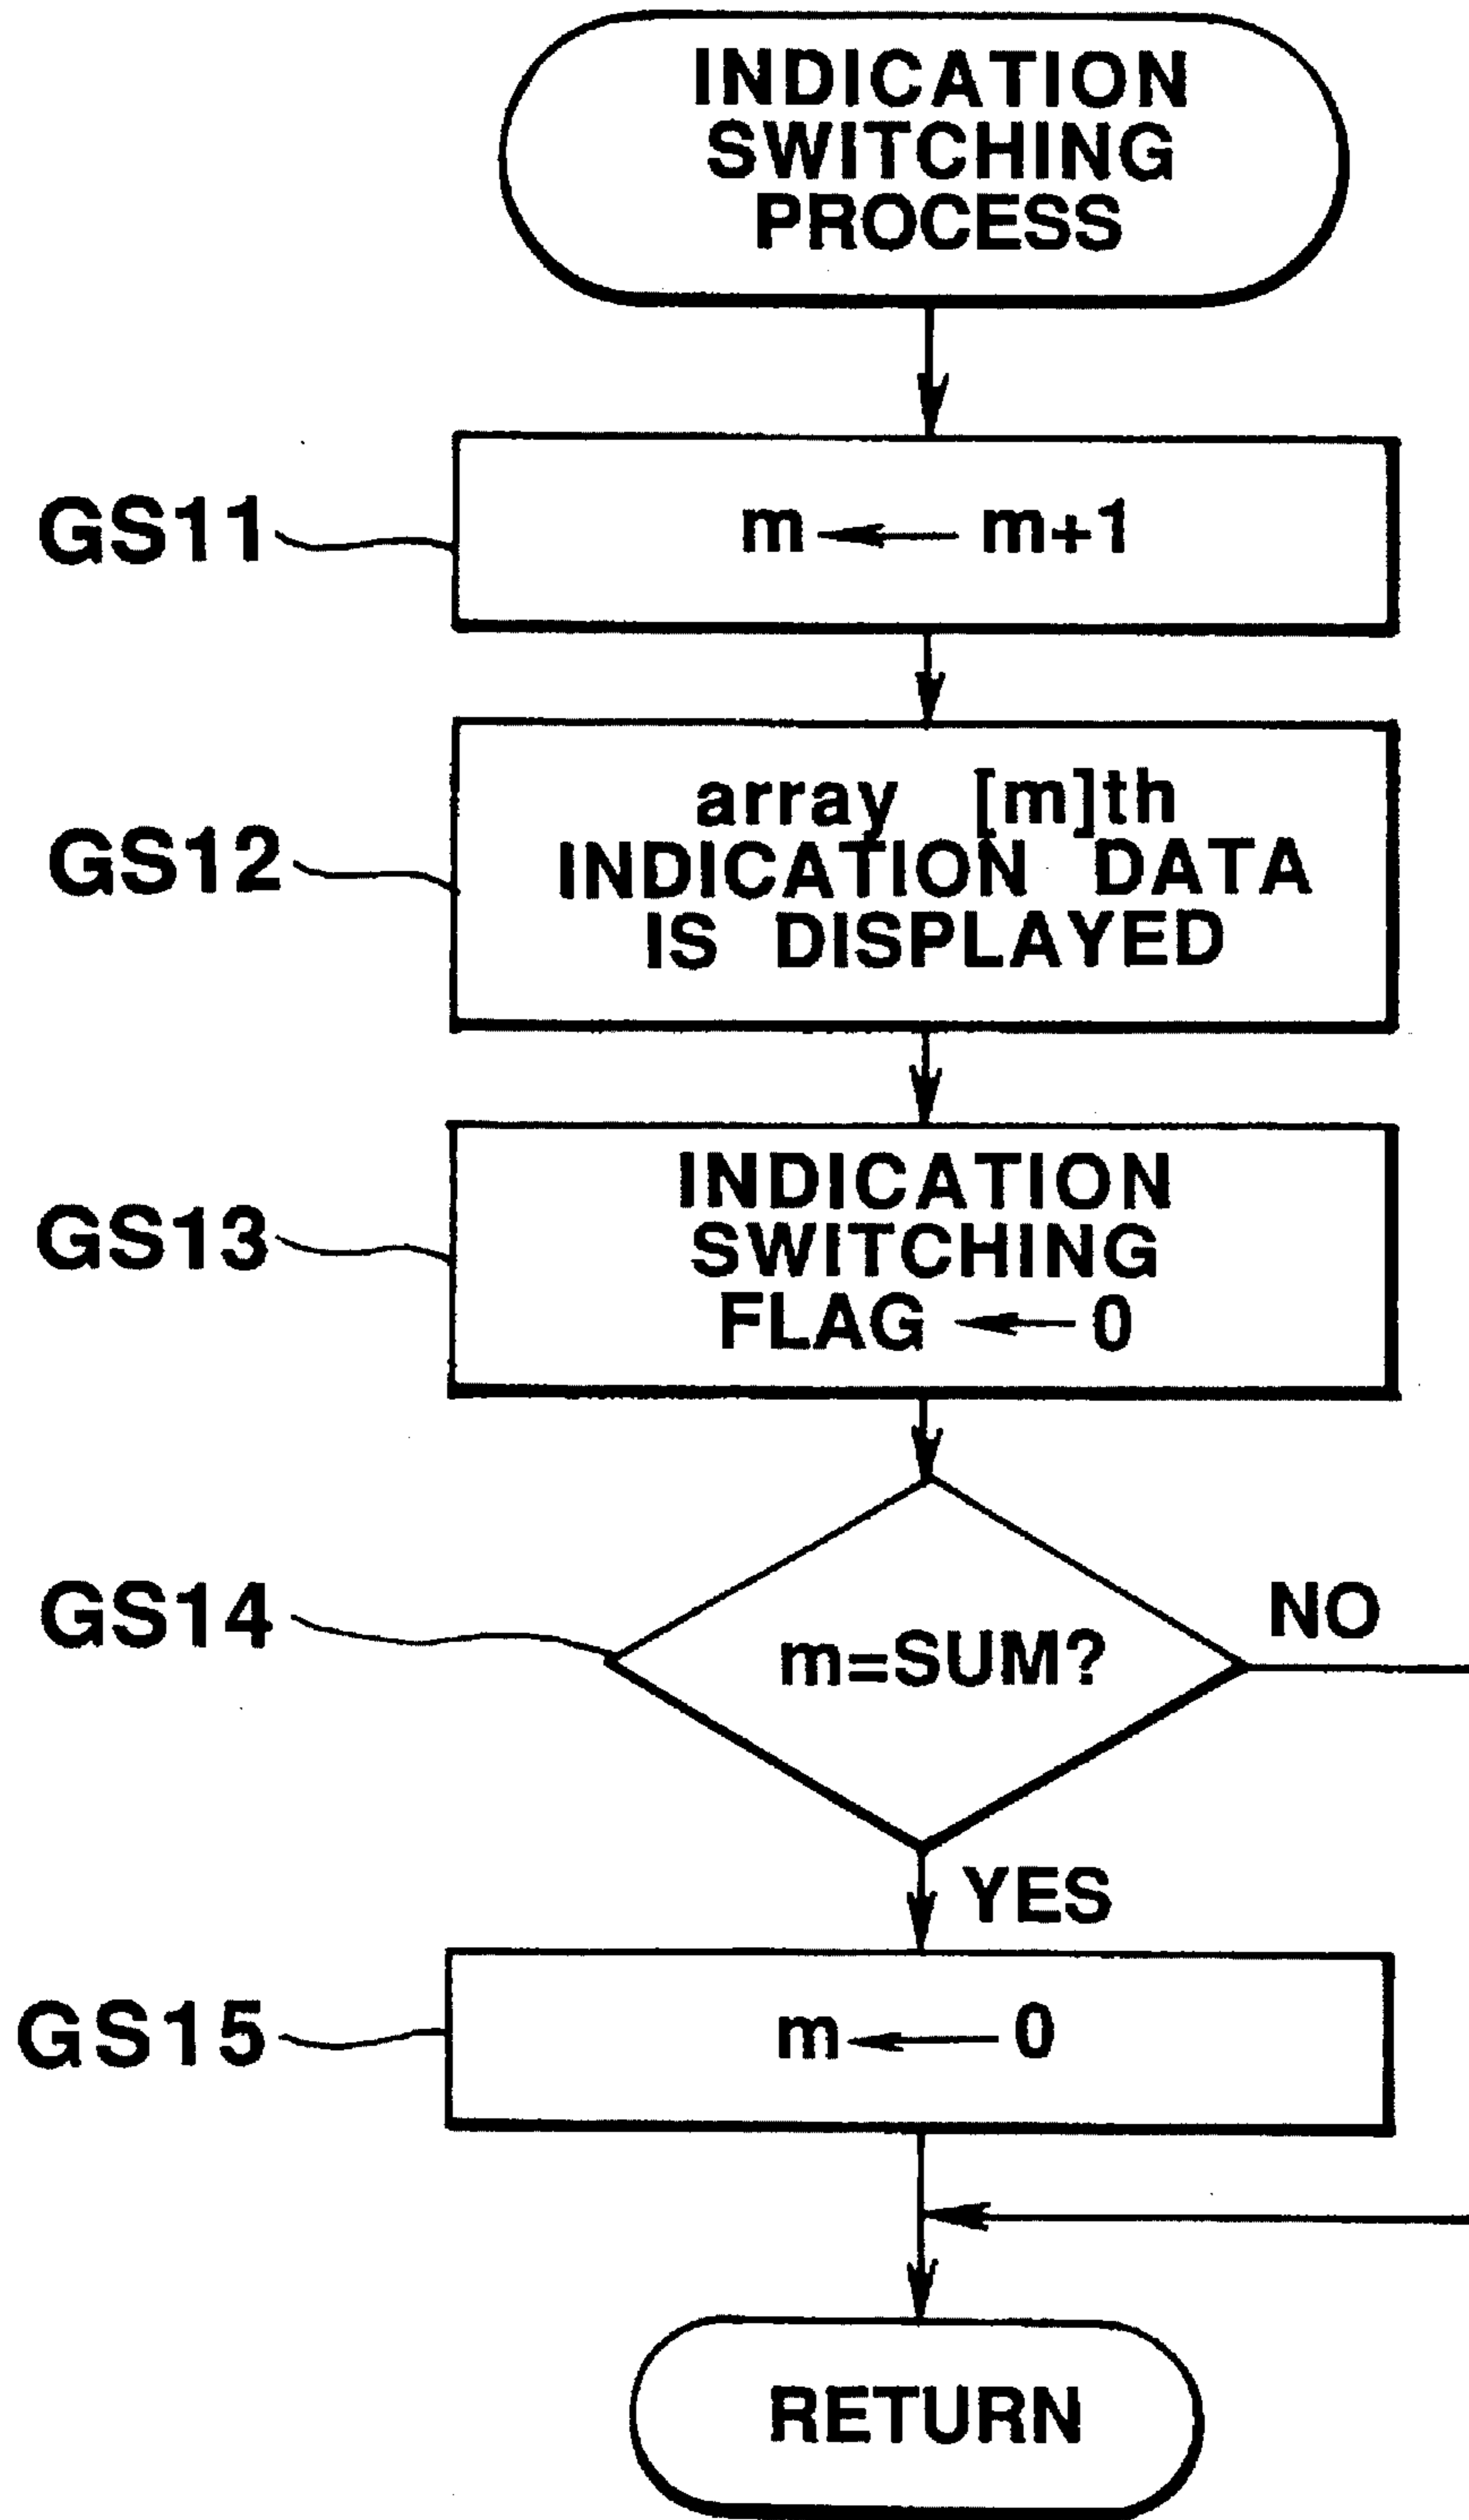 INDICATION
SWITCHING
PROCESS
GS11
m ← m+1
GS12
array [m]th
INDICATION DATA
IS DISPLAYED
GS13
INDICATION
SWITCHING
FLAG ← 0
GS14
m=SUM?
NO
YES
GS15
m ← 0
RETURN